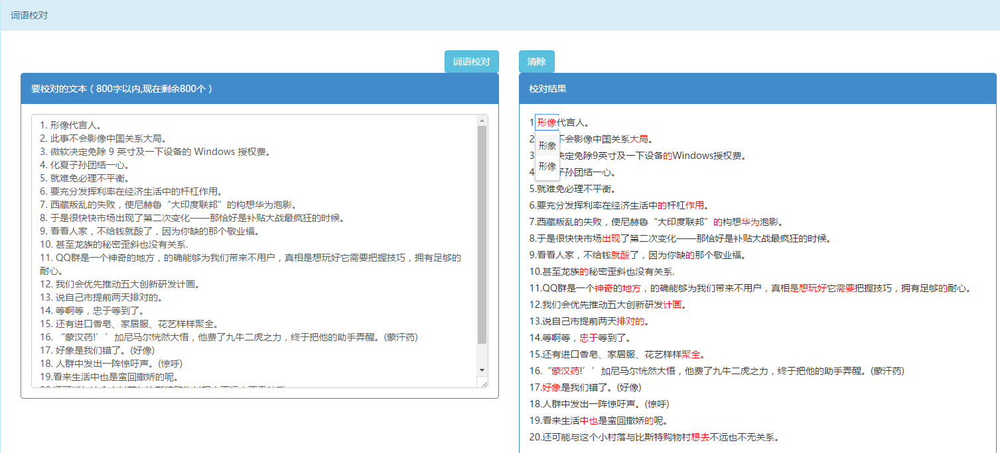 词语校对
词语校对
清除
要校对的文本（800字以内,现在剩余800个）
1. 形像代言人。
2. 此事不会影像中国关系大局。
3. 微软决定免除 9 英寸及一下设备的 Windows 授权费。
4. 化夏子孙团结一心。
5. 就难免必理不平衡。
6. 要充分发挥利率在经济生活中的杆杠作用。
7. 西藏叛乱的失败，使尼赫鲁“大印度联邦”的构想华为泡影。
8. 于是很快快市场出现了第二次变化——那恰好是补贴大战最疯狂的时候。
9. 看看人家，不给钱就酸了，因为你缺的那个敬业福。
10. 甚至龙族的秘密歪斜也没有关系.
11. QQ群是一个神奇的地方，的确能够为我们带来不用户，真相是想玩好它需要把握技巧，拥有足够的
耐心。
12. 我们会优先推动五大创新研发计画。
13. 说自己市提前两天排对的。
14. 等啊等，忠于等到了。
15. 还有进口香皂、家居服、花艺样样聚全。
16. “蒙汉药!’’加尼马尔恍然大悟，他费了九牛二虎之力，终于把他的助手弄醒。(蒙汗药)
17. 好象是我们错了。(好像)
18. 人群中发出一阵惊吁声。(惊呼)
19.看来生活中也是蛮回撒娇的呢。
校对结果
1 形像代言人。
形象
形像
2 不会影像中国关系大局。
3 决定免除9英寸及一下设备的Windows授权费。
4 子孙团结一心。
5.就难免必理不平衡。
6.要充分发挥利率在经济生活中的杆杠作用。
7.西藏叛乱的失败，使尼赫鲁“大印度联邦”的构想华为泡影。
8.于是很快快市场出现了第二次变化——那恰好是补贴大战最疯狂的时候。
9.看看人家，不给钱就酸了，因为你缺的那个敬业福。
10.甚至龙族的秘密歪斜也没有关系.
11.QQ群是一个神奇的地方，的确能够为我们带来不用户，真相是想玩好它需要把握技巧，拥有足够的耐心。
12.我们会优先推动五大创新研发计画。
13.说自己市提前两天排对的。
14.等啊等，忠于等到了。
15.还有进口香皂、家居服、花艺样样聚全。
16.“蒙汉药!’’加尼马尔恍然大悟，他费了九牛二虎之力，终于把他的助手弄醒。(蒙汗药)
17.好象是我们错了。(好像)
18.人群中发出一阵惊吁声。(惊呼)
19.看来生活中也是蛮回撒娇的呢。
20.还可能与这个小村落与比斯特购物村想去不远也不无关系。